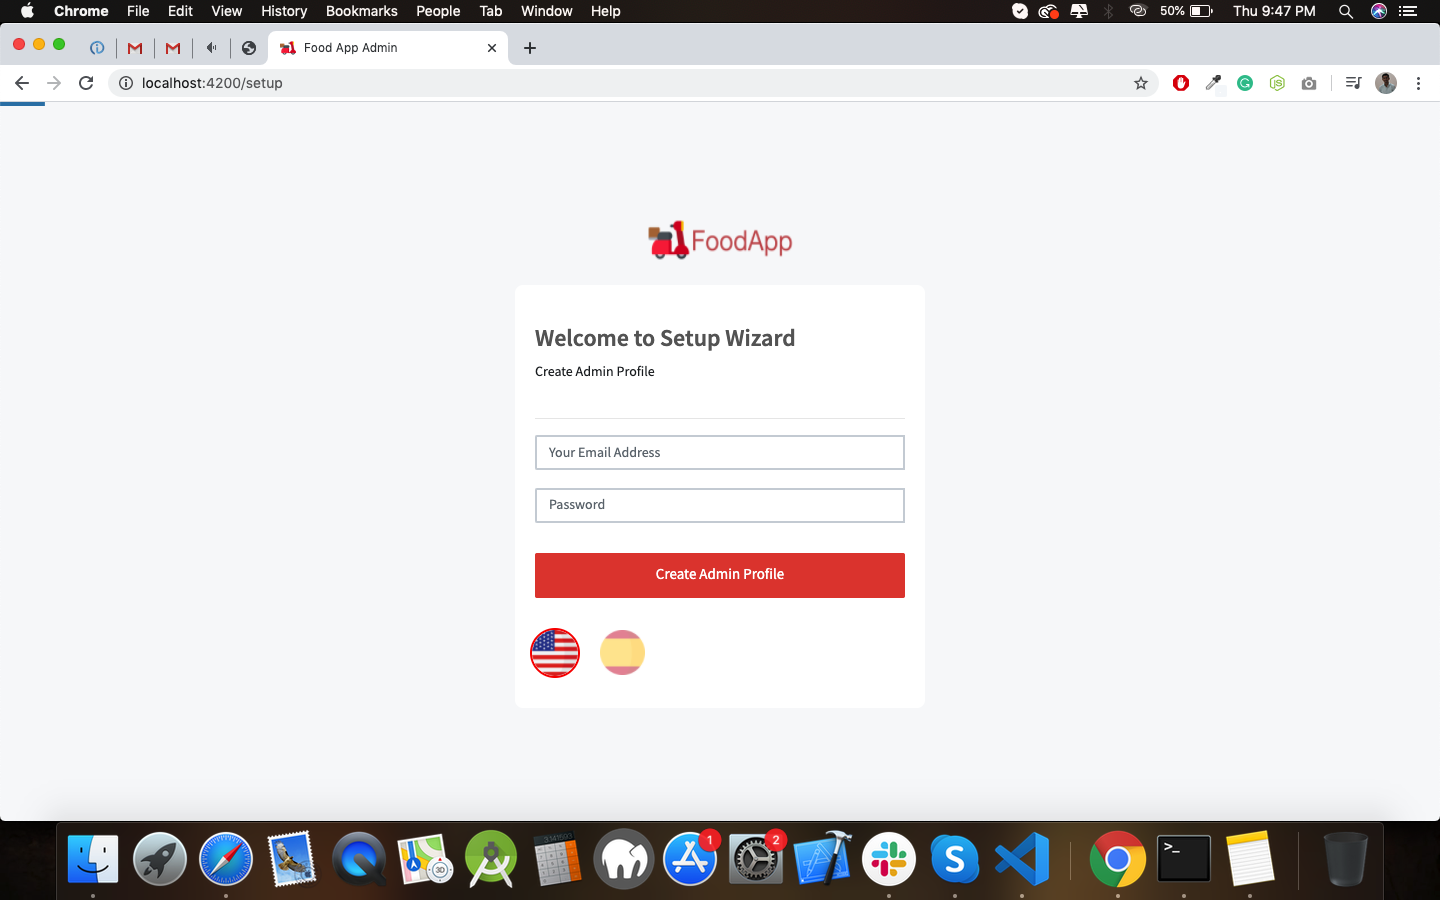 Chrome File Edit View History Bookmarks People Tab Window Help 50% Thu 9:47 PM
Food App Admin
localhost:4200/setup
FoodApp
Welcome to Setup Wizard
Create Admin Profile
Your Email Address
Password
Create Admin Profile
1
2
3D
S
>_